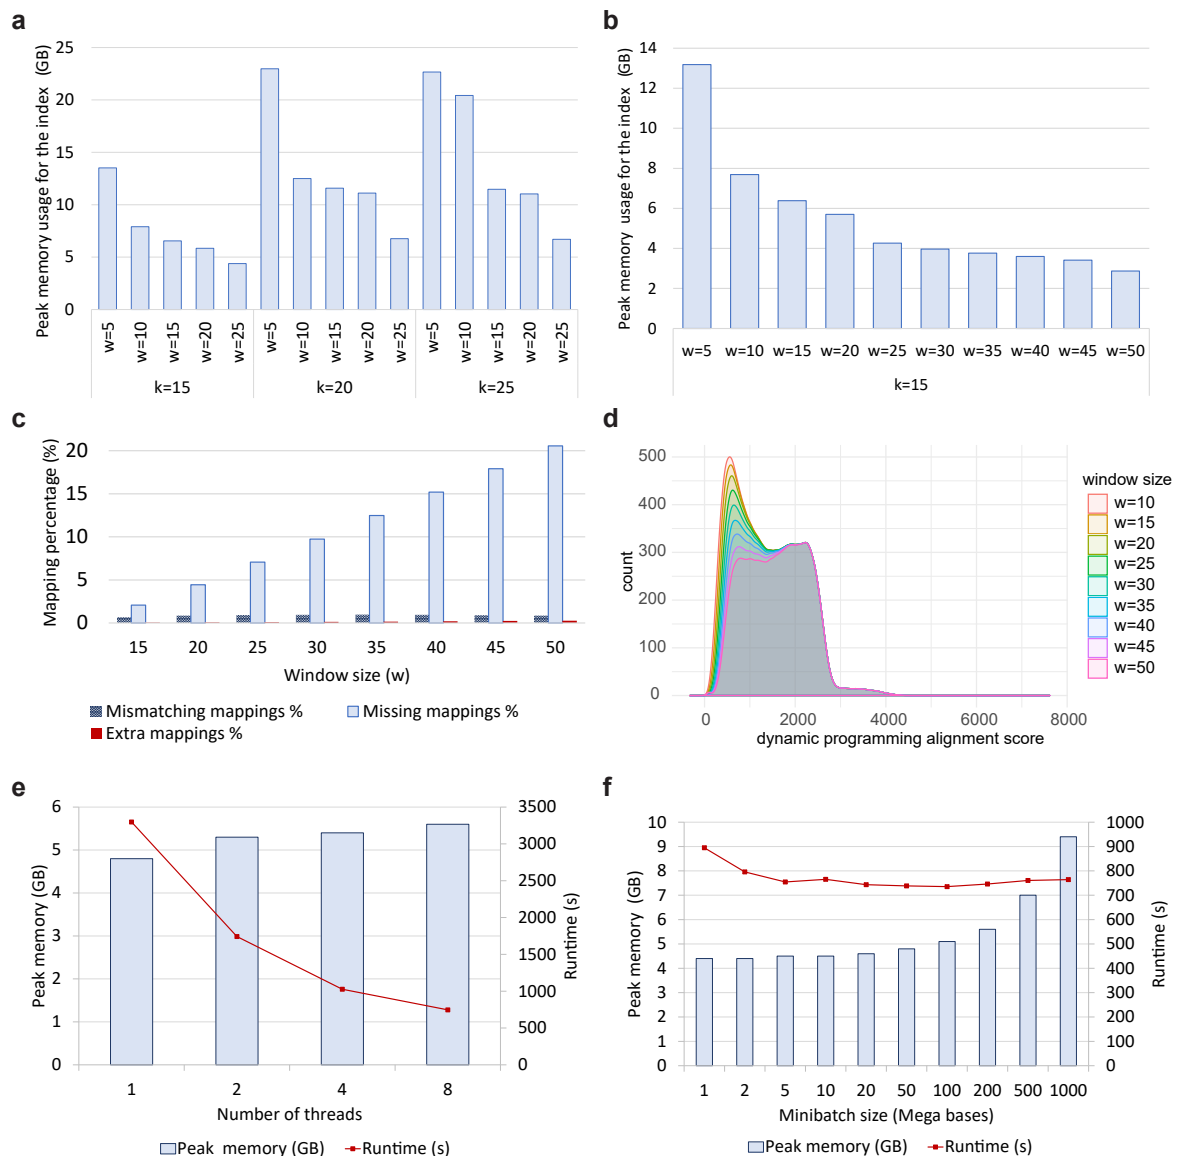 a
Peak memory usage for the index (GB)
25
20
15
10
5
0
w=5 w=10 w=15 w=20 w=25 w=5 w=10 w=15 w=20 w=25 w=5 w=10 w=15 w=20 w=25
k=15 k=20 k=25
b
Peak memory usage for the index (GB)
14
12
10
8
6
4
2
0
w=5 w=10 w=15 w=20 w=25 w=30 w=35 w=40 w=45 w=50
k=15
c
Mapping percentage (%)
20
15
10
5
0
15 20 25 30 35 40 45 50
Window size (w)
Mismatching mappings % Missing mappings %
Extra mappings %
d
count
500
400
300
200
100
0
0 2000 4000 6000 8000
dynamic programming alignment score
window size
w=10
w=15
w=20
w=25
w=30
w=35
w=40
w=45
w=50
e
Peak memory (GB)
6
5
4
3
2
1
0
3500
3000
2500
2000
1500
1000
500
0
Runtime (s)
1 2 4 8
Number of threads
Peak memory (GB) Runtime (s)
f
Peak memory (GB)
10
9
8
7
6
5
4
3
2
1
0
1000
900
800
700
600
500
400
300
200
100
0
Runtime (s)
1 2 5 10 20 50 100 200 500 1000
Minibatch size (Mega bases)
Peak memory (GB) Runtime (s)